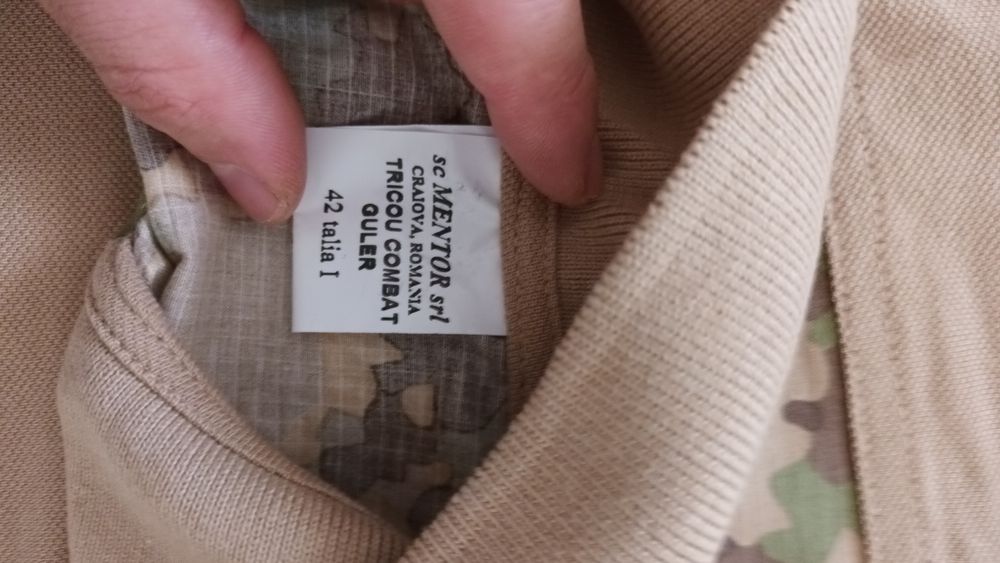 sc MENTOR srl
CRAIOVA, ROMANIA
TRICOU COMBAT
GULER
42 talia I